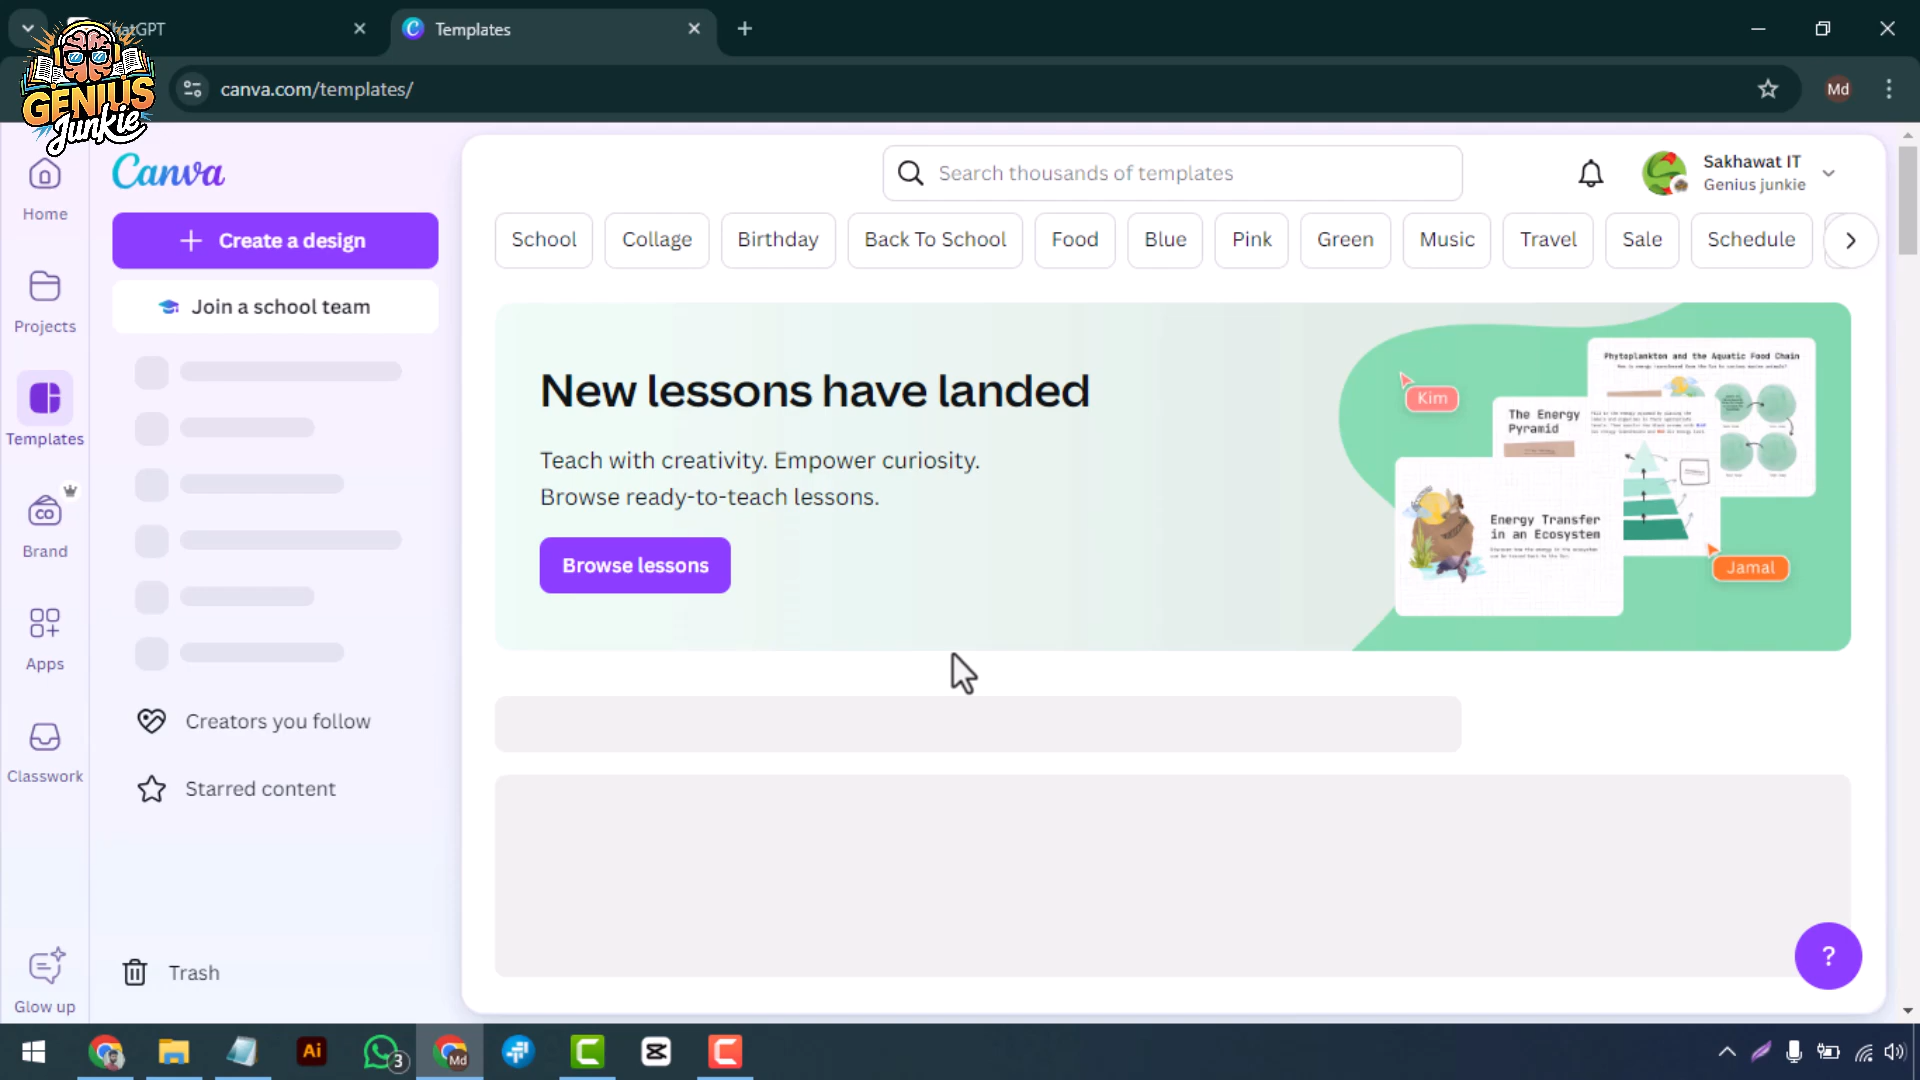 hatGPT
Templates
GENIUS
Junkie
canva.com/templates/
Md
Canva
Search thousands of templates
Sakhawat IT
Genius junkie
Home
Create a design
School
Collage
Birthday
Back To School
Food
Blue
Pink
Green
Music
Travel
Sale
Schedule
Join a school team
Projects
Templates
Brand
CO
Apps
Classwork
Glow up
Creators you follow
Starred content
Trash
New lessons have landed
Teach with creativity. Empower curiosity.
Browse ready-to-teach lessons.
Browse lessons
Kim
Phytoplankton and the Aquatic Food Chain
The Energy
Pyramid
Energy Transfer
in an Ecosystem
Jamal
?
Ai
3
Md